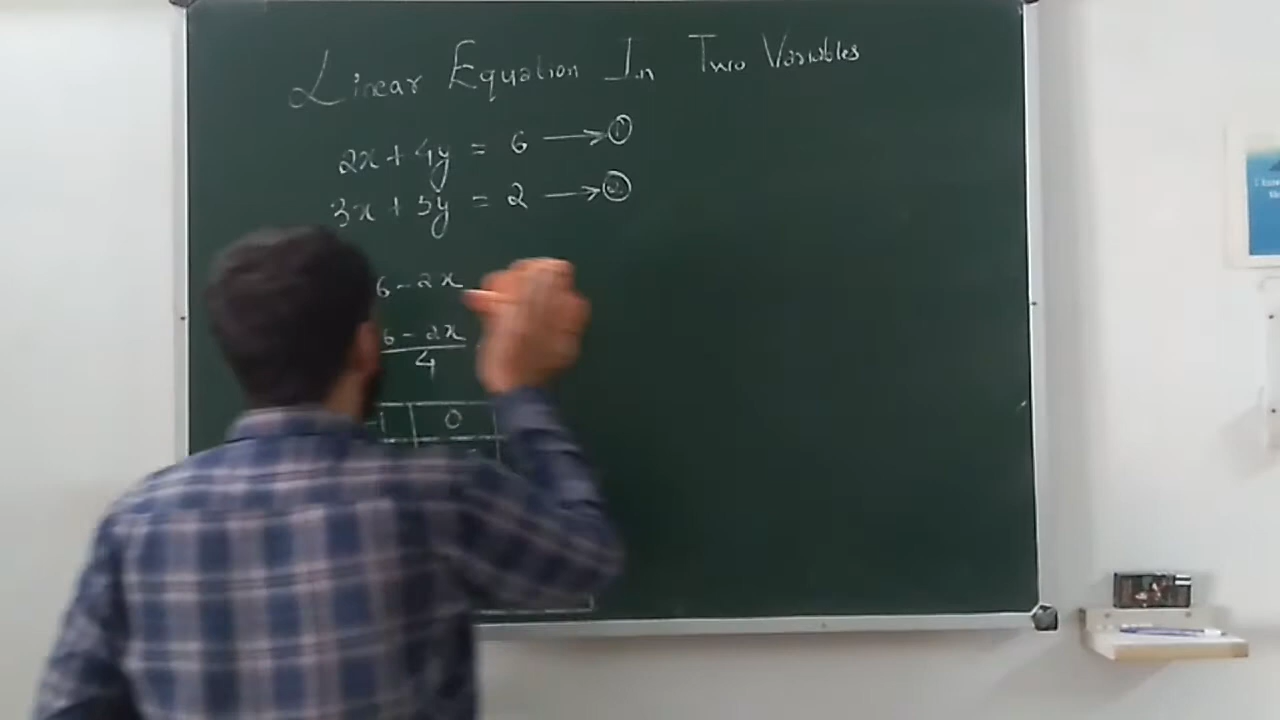 Linear Equation In Two Variables
2x + 4y = 6 → ①
3x + 5y = 2 → ②
6 - 2x
6 - 2x
4
-1 0